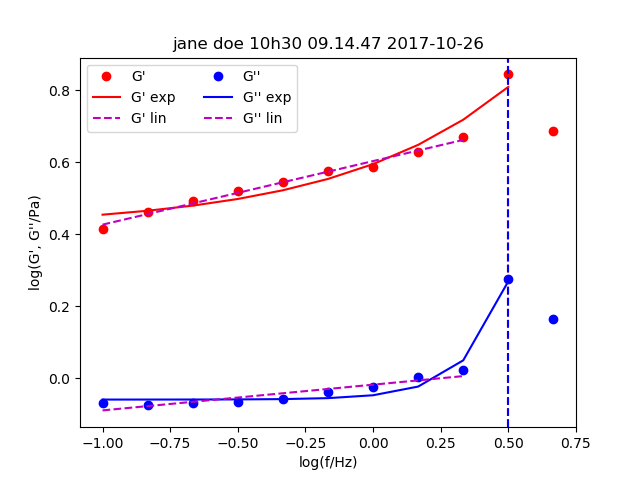 jane doe 10h30 09.14.47 2017-10-26
G' G''
G' exp G'' exp
G' lin G'' lin
log(G', G''/Pa)
0.8
0.6
0.4
0.2
0.0
−1.00 −0.75 −0.50 −0.25 0.00 0.25 0.50 0.75
log(f/Hz)